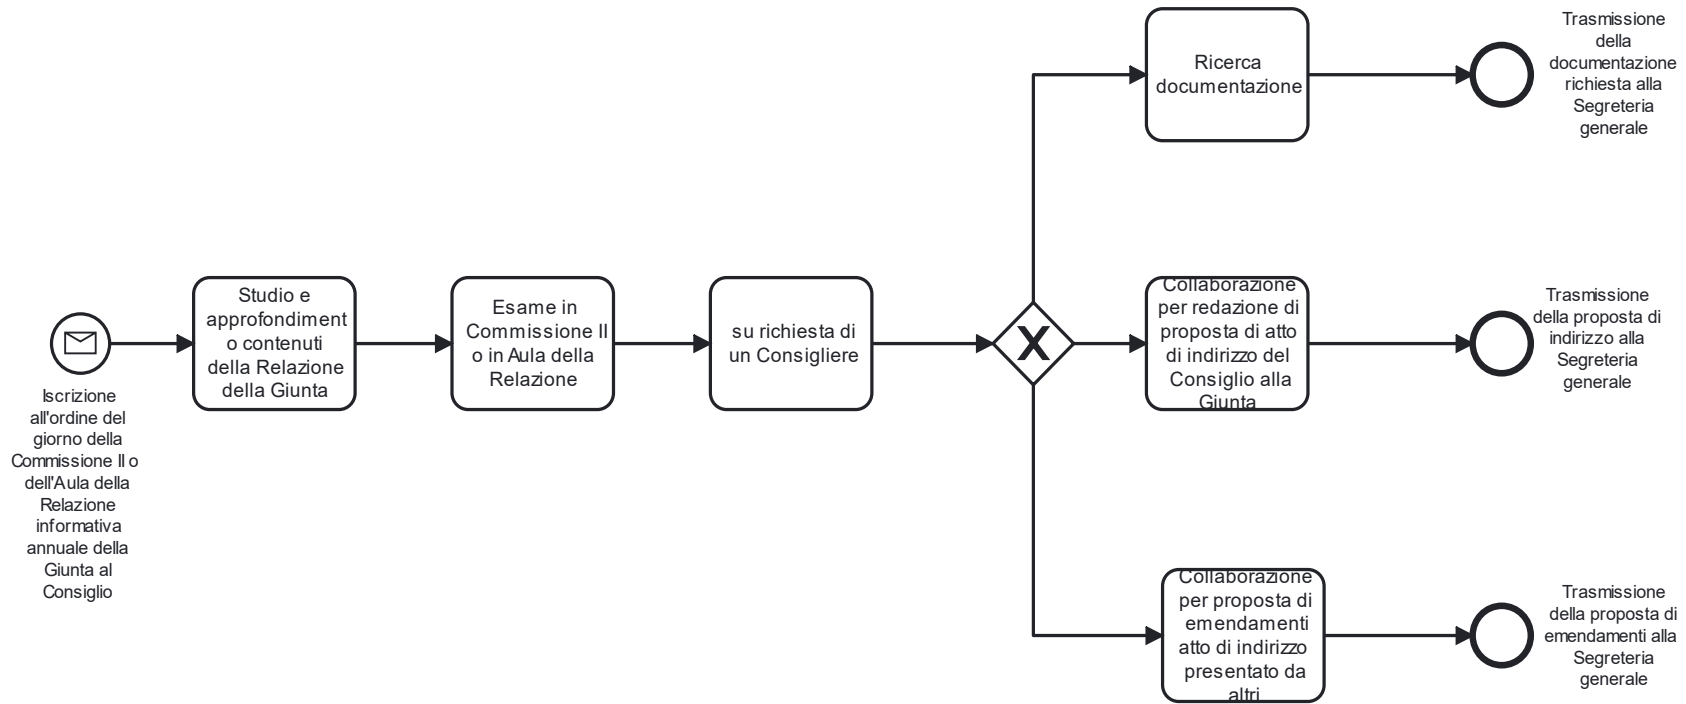 Iscrizione
all'ordine del
giorno della
Commissione II o
dell'Aula della
Relazione
informativa
annuale della
Giunta al
Consiglio
Studio e
approfondiment
o contenuti
della Relazione
della Giunta
Esame in
Commissione II
o in Aula della
Relazione
su richiesta di
un Consigliere
X
Ricerca
documentazione
Trasmissione
della
documentazione
richiesta alla
Segreteria
generale
Collaborazione
per redazione di
proposta di atto
di indirizzo del
Consiglio alla
Giunta
Trasmissione
della proposta di
indirizzo alla
Segreteria
generale
Collaborazione
per proposta di
emendamenti
atto di indirizzo
presentato da
altri
Trasmissione
della proposta di
emendamenti alla
Segreteria
generale